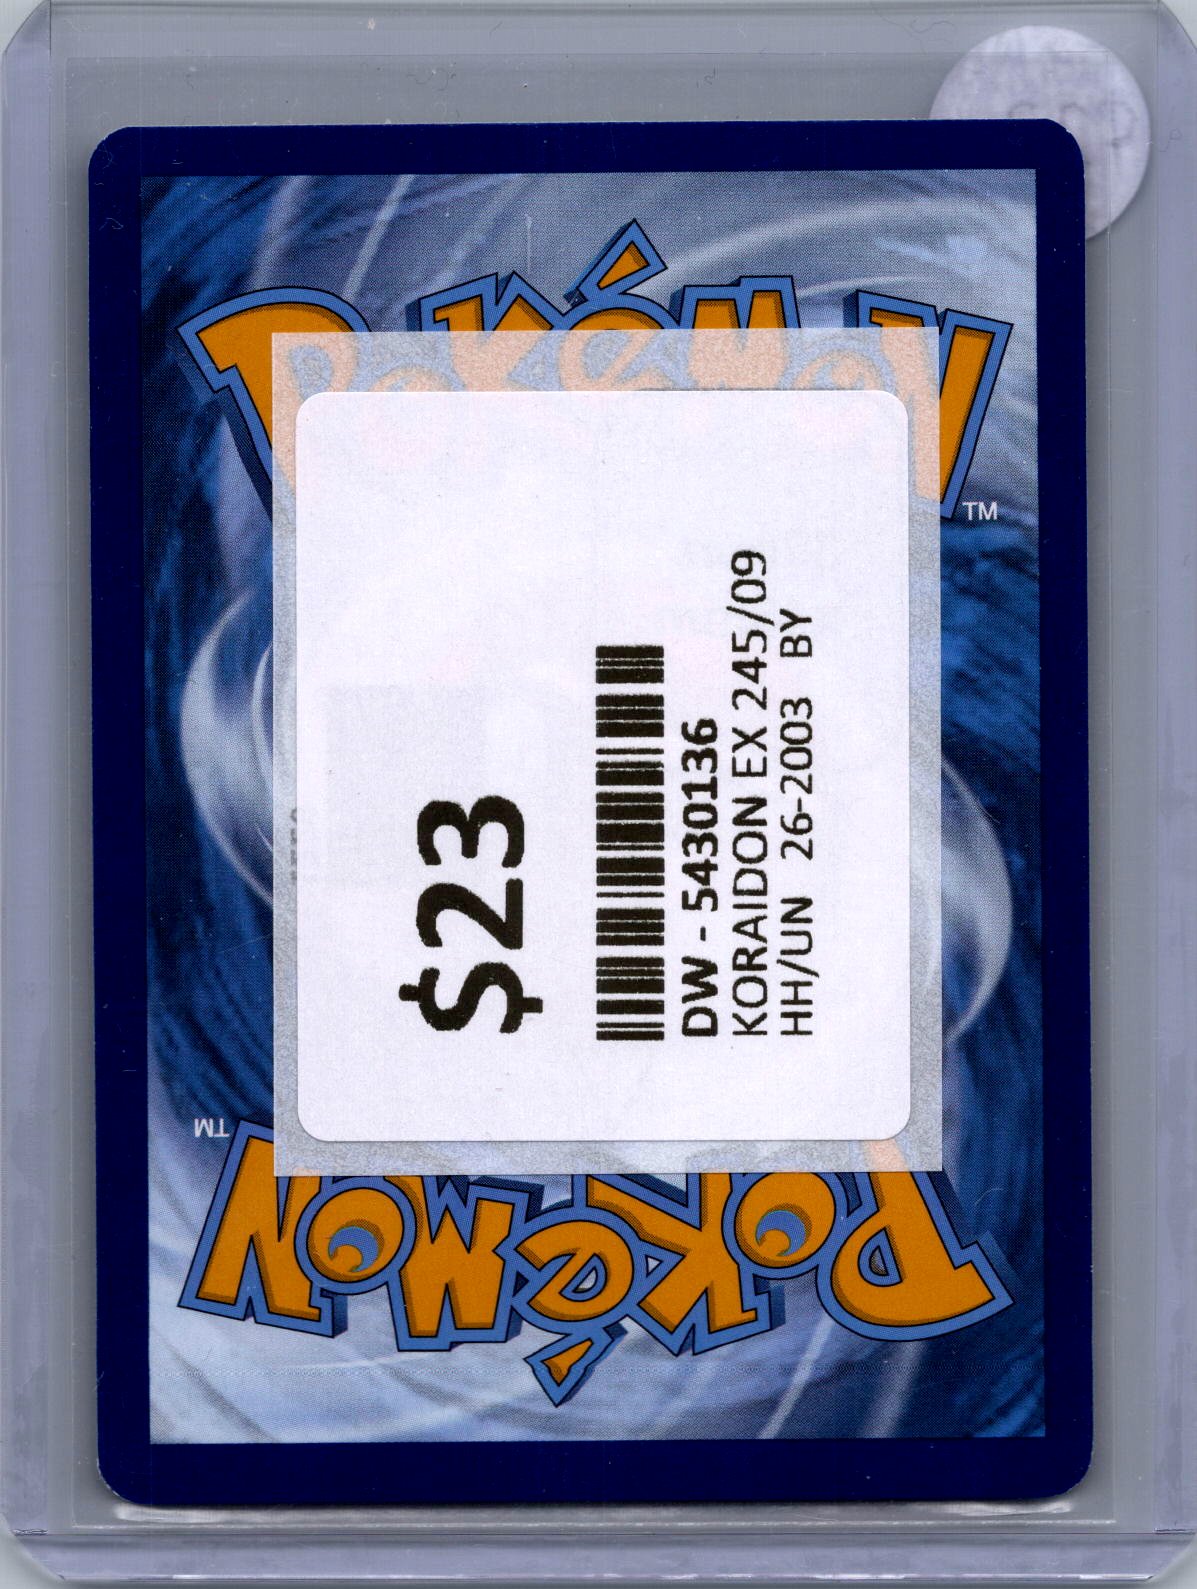 POKéMON
TM
$23
DW - 5430136
KORAIDON EX 245/09
HH/UN 26-2003 BY
POKéMON
TM